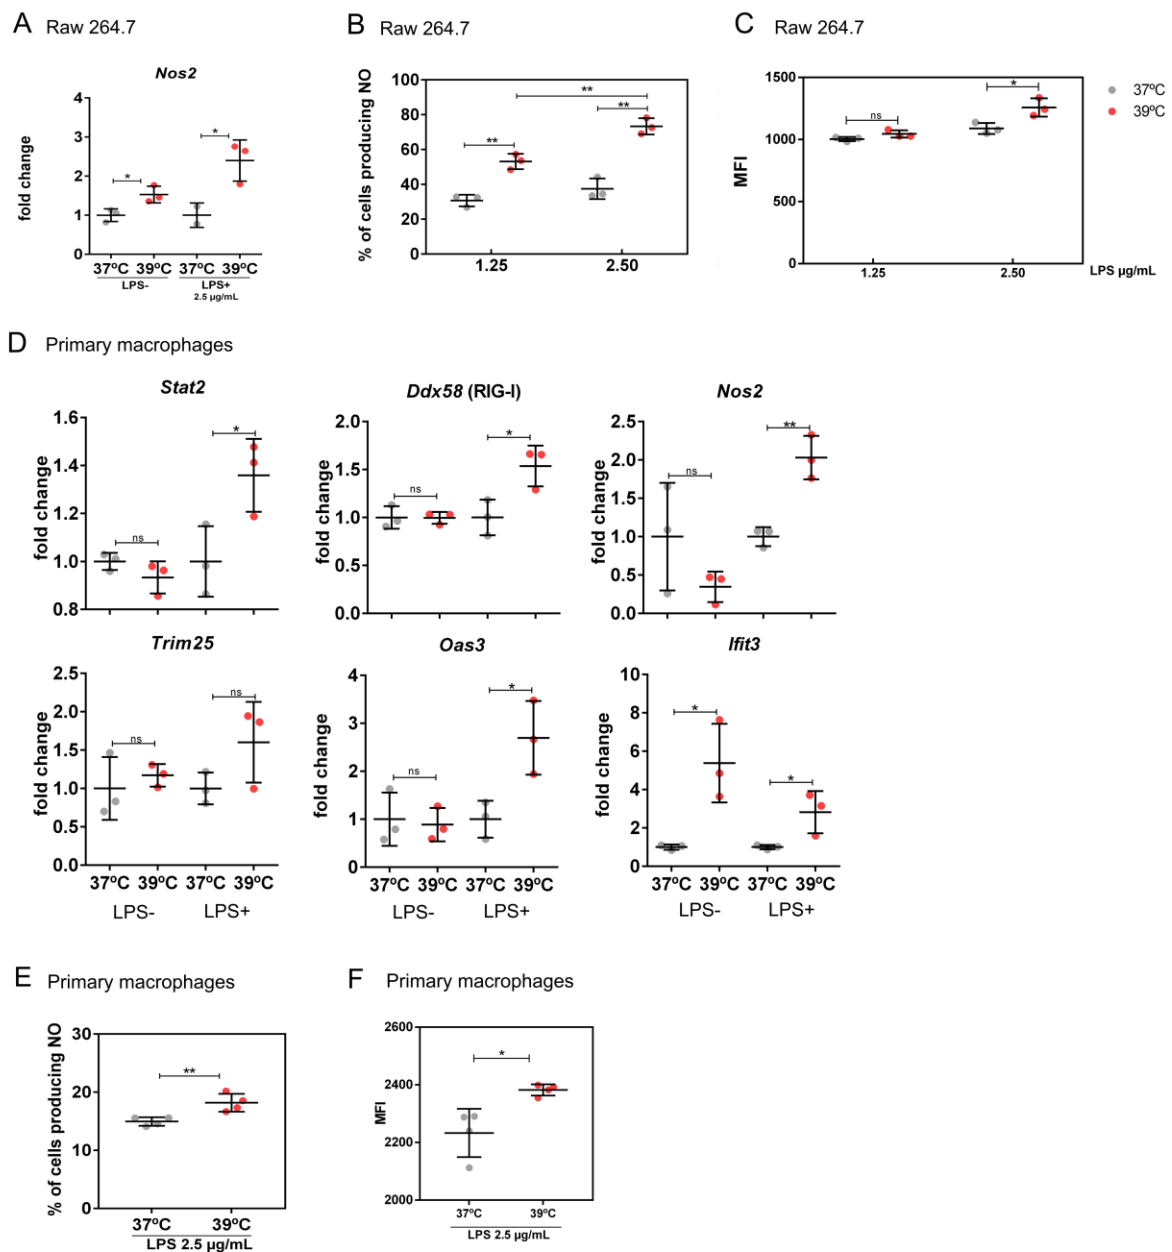 A Raw 264.7
B Raw 264.7
C Raw 264.7
Nos2
fold change
4
3
2
1
0
*
*
37ºC 39ºC 37ºC 39ºC
LPS- LPS+
2.5 µg/mL
% of cells producing NO
100
80
60
40
20
0
**
**
**
1.25 2.50
MFI
1500
1000
500
0
ns
*
1.25 2.50
LPS µg/mL
37ºC
39ºC
D Primary macrophages
Stat2
fold change
1.6
1.4
1.2
1.0
0.8
ns
*
Ddx58 (RIG-I)
fold change
2.0
1.5
1.0
0.5
0.0
ns
*
Nos2
fold change
2.5
2.0
1.5
1.0
0.5
0.0
ns
**
Trim25
fold change
2.5
2.0
1.5
1.0
0.5
0.0
ns
ns
37ºC 39ºC 37ºC 39ºC
LPS- LPS+
Oas3
fold change
4
3
2
1
0
ns
*
37ºC 39ºC 37ºC 39ºC
LPS- LPS+
Ifit3
fold change
10
8
6
4
2
0
*
*
37ºC 39ºC 37ºC 39ºC
LPS- LPS+
E Primary macrophages
% of cells producing NO
30
20
10
0
**
37ºC 39ºC
LPS 2.5 µg/mL
F Primary macrophages
MFI
2600
2400
2200
2000
*
37ºC 39ºC
LPS 2.5 µg/mL